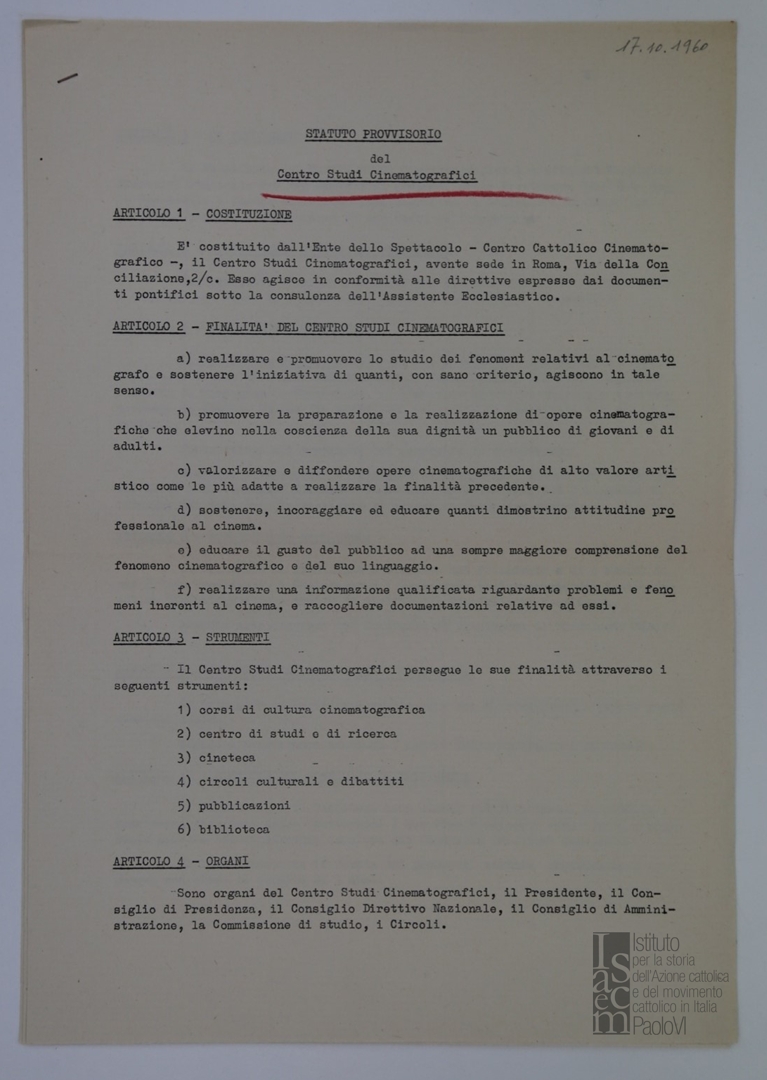 17.10.1960
STATUTO PROVVISORIO
del
Centro Studi Cinematografici
ARTICOLO 1 - COSTITUZIONE
E' costituito dall'Ente dello Spettacolo - Centro Cattolico Cinemato-
grafico -, il Centro Studi Cinematografici, avente sede in Roma, Via della Con
ciliazione,2/c. Esso agisce in conformità alle direttive espresse dai documen-
ti pontifici sotto la consulenza dell'Assistente Ecclesiastico.
ARTICOLO 2 - FINALITA' DEL CENTRO STUDI CINEMATOGRAFICI
a) realizzare e promuovere lo studio dei fenomeni relativi al cinemato
grafo e sostenere l'iniziativa di quanti, con sano criterio, agiscono in tale
senso.
b) promuovere la preparazione e la realizzazione di opere cinematogra-
fiche che elevino nella coscienza della sua dignità un pubblico di giovani e di
adulti.
c) valorizzare e diffondere opere cinematografiche di alto valore arti
stico come le più adatte a realizzare la finalità precedente.
d) sostenere, incoraggiare ed educare quanti dimostrino attitudine pro
fessionale al cinema.
e) educare il gusto del pubblico ad una sempre maggiore comprensione del
fenomeno cinematografico e del suo linguaggio.
f) realizzare una informazione qualificata riguardante problemi e feno
meni inerenti al cinema, e raccogliere documentazioni relative ad essi.
ARTICOLO 3 - STRUMENTI
Il Centro Studi Cinematografici persegue le sue finalità attraverso i
seguenti strumenti:
1) corsi di cultura cinematografica
2) centro di studi e di ricerca
3) cineteca
4) circoli culturali e dibattiti
5) pubblicazioni
6) biblioteca
ARTICOLO 4 - ORGANI
Sono organi del Centro Studi Cinematografici, il Presidente, il Con-
siglio di Presidenza, il Consiglio Direttivo Nazionale, il Consiglio di Ammini-
strazione, la Commissione di studio, i Circoli.
Isacem
Istituto
per la storia
dell'Azione cattolica
e del movimento
cattolico in Italia
PaoloVI